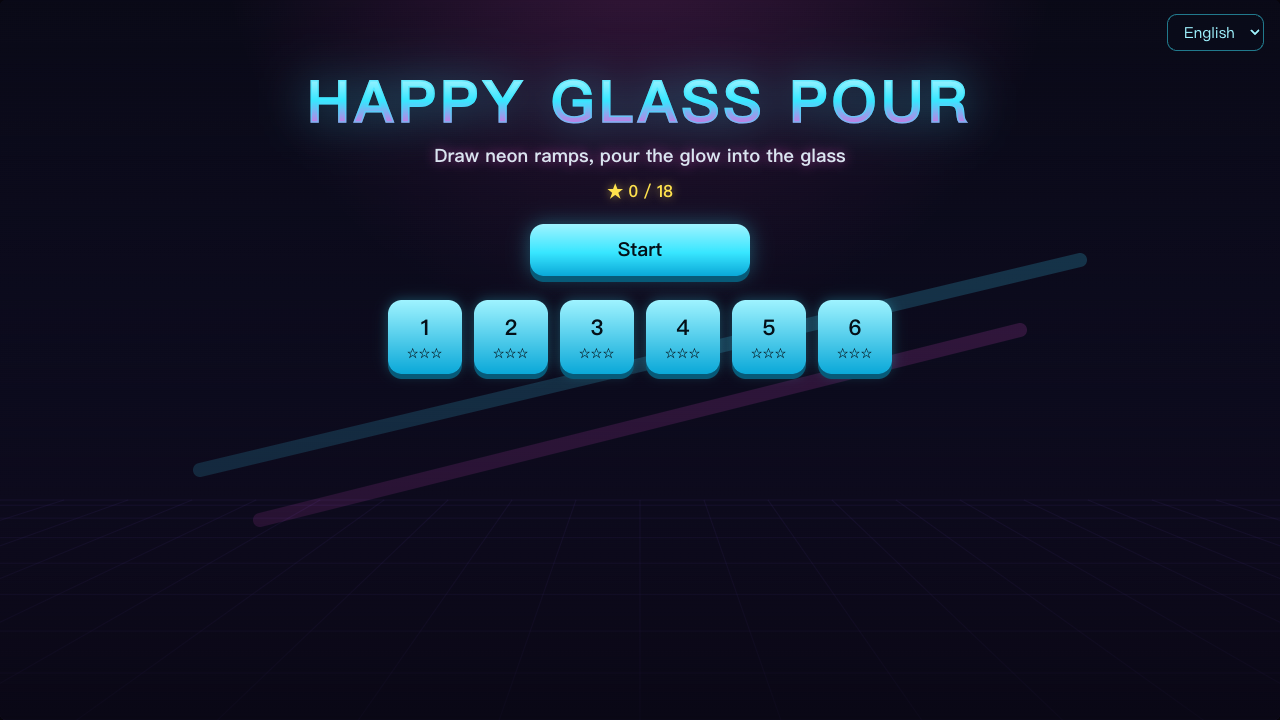 English
HAPPY GLASS POUR
Draw neon ramps, pour the glow into the glass
★ 0 / 18
Start
1 2 3 4 5 6
☆☆☆ ☆☆☆ ☆☆☆ ☆☆☆ ☆☆☆ ☆☆☆